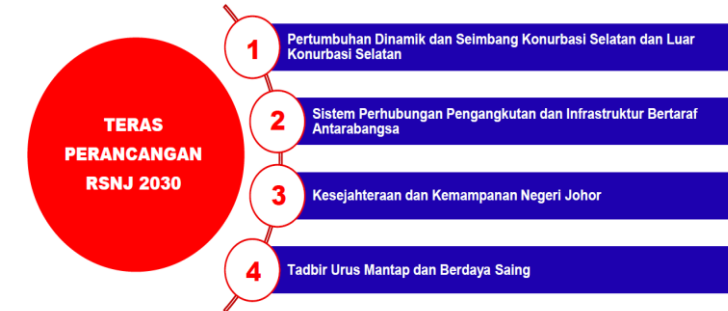 TERAS
PERANCANGAN
RSNJ 2030
1
Pertumbuhan Dinamik dan Seimbang Konurbasi Selatan dan Luar
Konurbasi Selatan
2
Sistem Perhubungan Pengangkutan dan Infrastruktur Bertaraf
Antarabangsa
3
Kesejahteraan dan Kemampanan Negeri Johor
4
Tadbir Urus Mantap dan Berdaya Saing